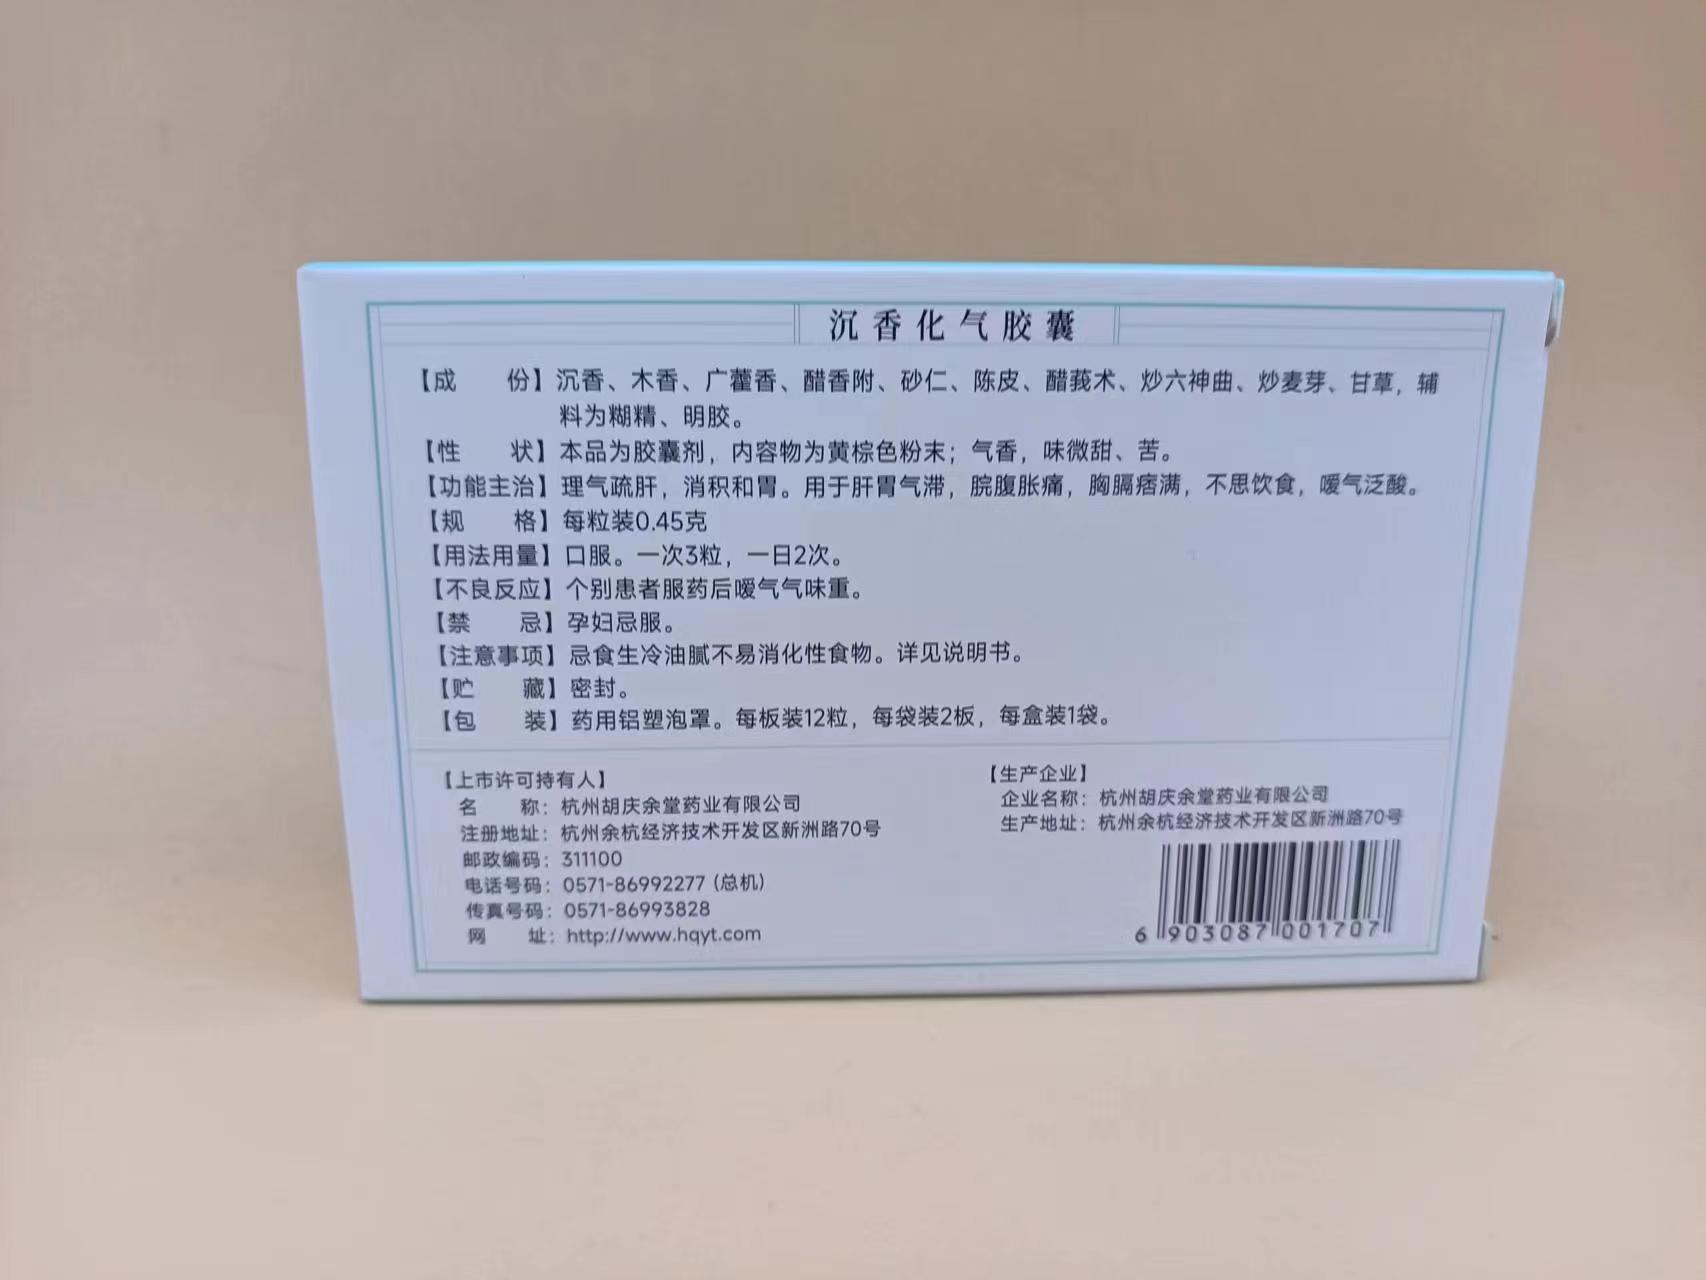 沉香化气胶囊
【成 份】沉香、木香、广藿香、醋香附、砂仁、陈皮、醋莪术、炒六神曲、炒麦芽、甘草，辅
料为糊精、明胶。
【性 状】本品为胶囊剂，内容物为黄棕色粉末；气香，味微甜、苦。
【功能主治】理气疏肝，消积和胃。用于肝胃气滞，脘腹胀痛，胸膈痞满，不思饮食，嗳气泛酸。
【规 格】每粒装0.45克
【用法用量】口服。一次3粒，一日2次。
【不良反应】个别患者服药后嗳气气味重。
【禁 忌】孕妇忌服。
【注意事项】忌食生冷油腻不易消化性食物。详见说明书。
【贮 藏】密封。
【包 装】药用铝塑泡罩。每板装12粒，每袋装2板，每盒装1袋。
【上市许可持有人】
名 称：杭州胡庆余堂药业有限公司
注册地址：杭州余杭经济技术开发区新洲路70号
邮政编码：311100
电话号码：0571-86992277（总机）
传真号码：0571-86993828
网 址：http://www.hqyt.com
【生产企业】
企业名称：杭州胡庆余堂药业有限公司
生产地址：杭州余杭经济技术开发区新洲路70号
6 903087 001707